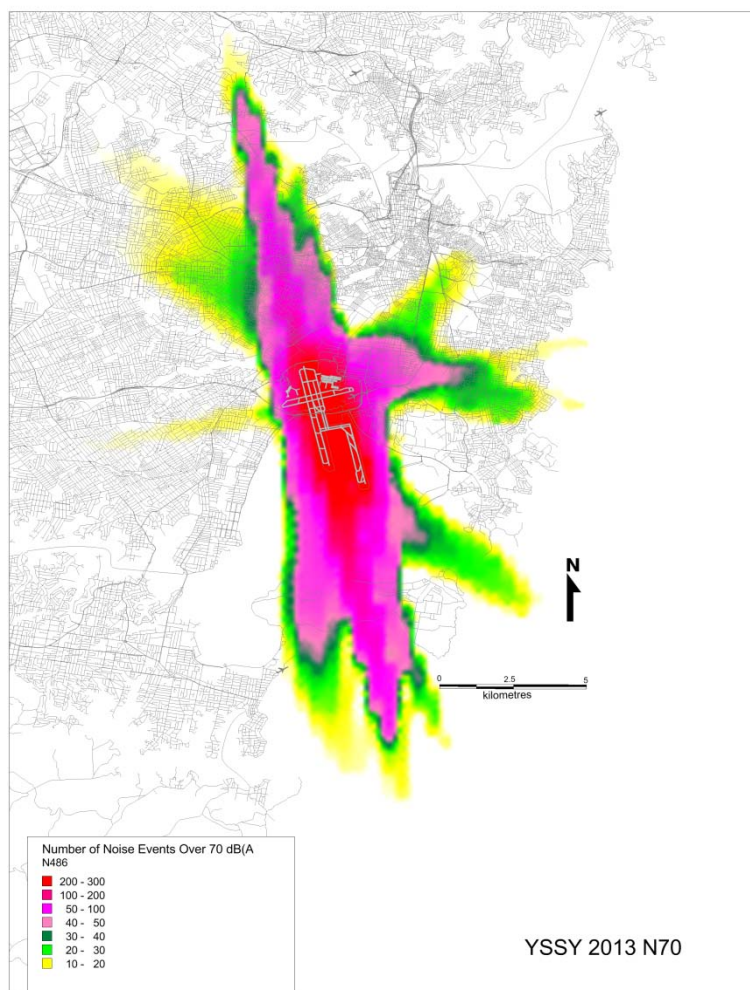 N
0 2.5 5
kilometres
Number of Noise Events Over 70 dB(A
N486
200 - 300
100 - 200
50 - 100
40 - 50
30 - 40
20 - 30
10 - 20
YSSY 2013 N70